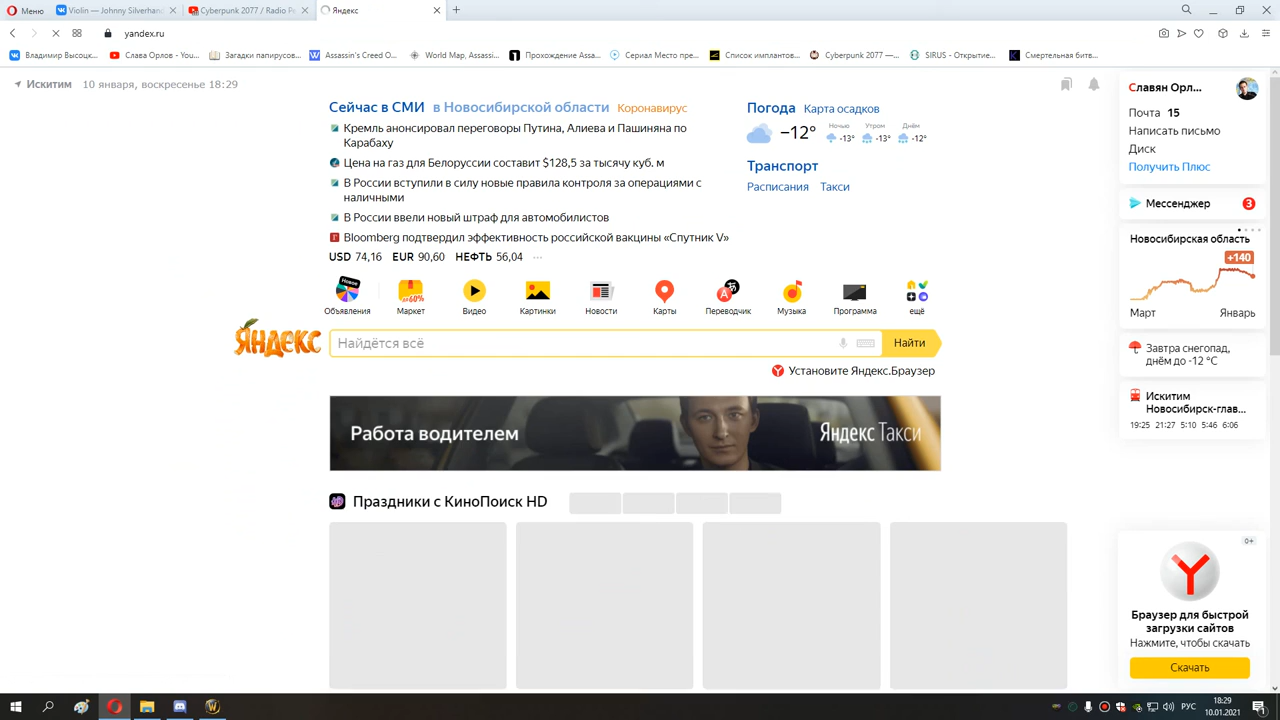 Меню
Violin — Johnny Silverhand
Cyberpunk 2077 / Radio Pe
Яндекс
yandex.ru
Владимир Высоцк...
Слава Орлов - You...
Загадки папирусов...
Assassin's Creed O...
World Map, Assassi...
Прохождение Assa...
Сериал Место пре...
Список имплантов...
Cyberpunk 2077 —...
SIRUS - Открытие...
Смертельная битв...
Искитим 10 января, воскресенье 18:29
Сейчас в СМИ в Новосибирской области Коронавирус
Кремль анонсировал переговоры Путина, Алиева и Пашиняна по
Карабаху
Цена на газ для Белоруссии составит $128,5 за тысячу куб. м
В России вступили в силу новые правила контроля за операциями с
наличными
В России ввели новый штраф для автомобилистов
Bloomberg подтвердил эффективность российской вакцины «Спутник V»
USD 74,16 EUR 90,60 НЕФТЬ 56,04 ...
Погода Карта осадков
−12° Ночью -13° Утром -13° Днём -12°
Транспорт
Расписания Такси
Славян Орл...
Почта 15
Написать письмо
Диск
Получить Плюс
Мессенджер 3
Новосибирская область
+140
Март Январь
Завтра снегопад,
днём до -12 °C
Искитим
Новосибирск-глав...
19:25 21:27 5:10 5:46 6:06
Новое
до 60%
Объявления Маркет Видео Картинки Новости Карты Переводчик Музыка Программа ещё
Яндекс
Найдётся всё
Найти
Установите Яндекс.Браузер
Работа водителем
Яндекс Такси
Праздники с КиноПоиск HD
0+
Браузер для быстрой
загрузки сайтов
Нажмите, чтобы скачать
Скачать
РУС
18:29
10.01.2021
1